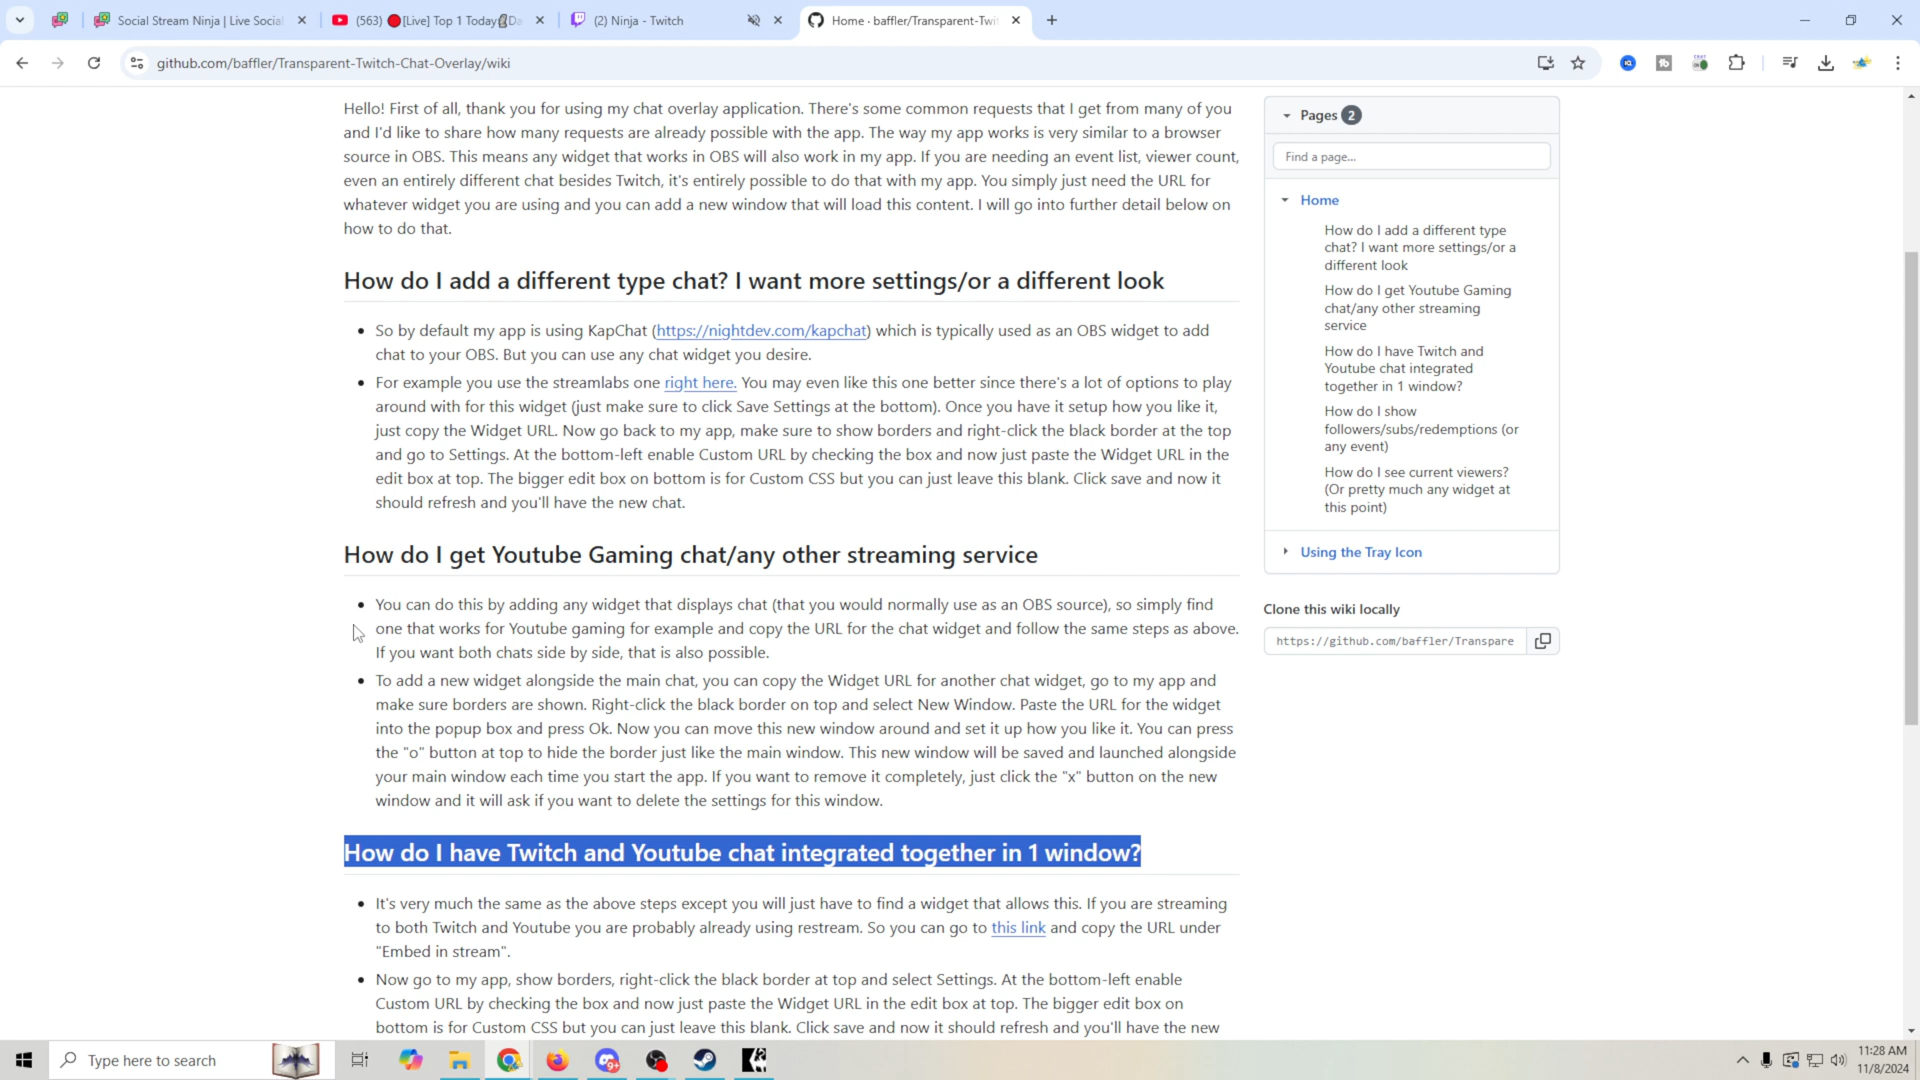 Social Stream Ninja | Live Social
(563) 🔴[Live] Top 1 Today
(2) Ninja - Twitch
Home · baffler/Transparent-Twi
github.com/baffler/Transparent-Twitch-Chat-Overlay/wiki
Hello! First of all, thank you for using my chat overlay application. There's some common requests that I get from many of you
and I'd like to share how many requests are already possible with the app. The way my app works is very similar to a browser
source in OBS. This means any widget that works in OBS will also work in my app. If you are needing an event list, viewer count,
even an entirely different chat besides Twitch, it's entirely possible to do that with my app. You simply just need the URL for
whatever widget you are using and you can add a new window that will load this content. I will go into further detail below on
how to do that.
How do I add a different type chat? I want more settings/or a different look
• So by default my app is using KapChat (https://nightdev.com/kapchat) which is typically used as an OBS widget to add
chat to your OBS. But you can use any chat widget you desire.
• For example you use the streamlabs one right here. You may even like this one better since there's a lot of options to play
around with for this widget (just make sure to click Save Settings at the bottom). Once you have it setup how you like it,
just copy the Widget URL. Now go back to my app, make sure to show borders and right-click the black border at the top
and go to Settings. At the bottom-left enable Custom URL by checking the box and now just paste the Widget URL in the
edit box at top. The bigger edit box on bottom is for Custom CSS but you can just leave this blank. Click save and now it
should refresh and you'll have the new chat.
How do I get Youtube Gaming chat/any other streaming service
• You can do this by adding any widget that displays chat (that you would normally use as an OBS source), so simply find
one that works for Youtube gaming for example and copy the URL for the chat widget and follow the same steps as above.
If you want both chats side by side, that is also possible.
• To add a new widget alongside the main chat, you can copy the Widget URL for another chat widget, go to my app and
make sure borders are shown. Right-click the black border on top and select New Window. Paste the URL for the widget
into the popup box and press Ok. Now you can move this new window around and set it up how you like it. You can press
the "o" button at top to hide the border just like the main window. This new window will be saved and launched alongside
your main window each time you start the app. If you want to remove it completely, just click the "x" button on the new
window and it will ask if you want to delete the settings for this window.
How do I have Twitch and Youtube chat integrated together in 1 window?
• It's very much the same as the above steps except you will just have to find a widget that allows this. If you are streaming
to both Twitch and Youtube you are probably already using restream. So you can go to this link and copy the URL under
"Embed in stream".
• Now go to my app, show borders, right-click the black border at top and select Settings. At the bottom-left enable
Custom URL by checking the box and now just paste the Widget URL in the edit box at top. The bigger edit box on
bottom is for Custom CSS but you can just leave this blank. Click save and now it should refresh and you'll have the new
Pages 2
Find a page...
Home
How do I add a different type
chat? I want more settings/or a
different look
How do I get Youtube Gaming
chat/any other streaming
service
How do I have Twitch and
Youtube chat integrated
together in 1 window?
How do I show
followers/subs/redemptions (or
any event)
How do I see current viewers?
(Or pretty much any widget at
this point)
Using the Tray Icon
Clone this wiki locally
https://github.com/baffler/Transpare
Type here to search
11:28 AM
11/8/2024